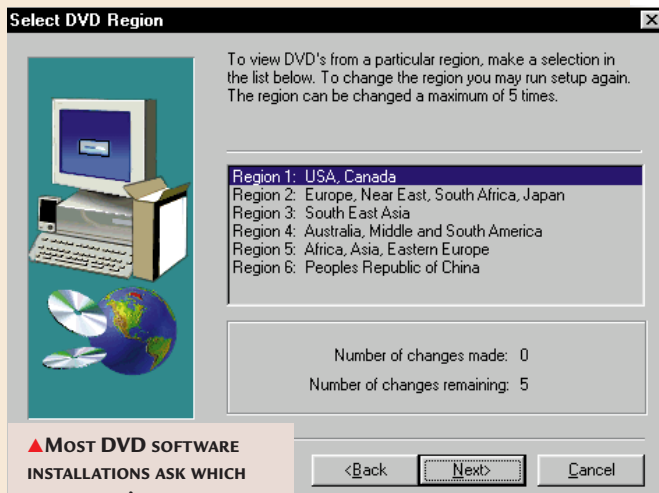 Select DVD Region
To view DVD's from a particular region, make a selection in
the list below. To change the region you may run setup again.
The region can be changed a maximum of 5 times.
Region 1: USA, Canada
Region 2: Europe, Near East, South Africa, Japan
Region 3: South East Asia
Region 4: Australia, Middle and South America
Region 5: Africa, Asia, Eastern Europe
Region 6: Peoples Republic of China
Number of changes made: 0
Number of changes remaining: 5
<Back Next> Cancel
▲MOST DVD SOFTWARE
INSTALLATIONS ASK WHICH